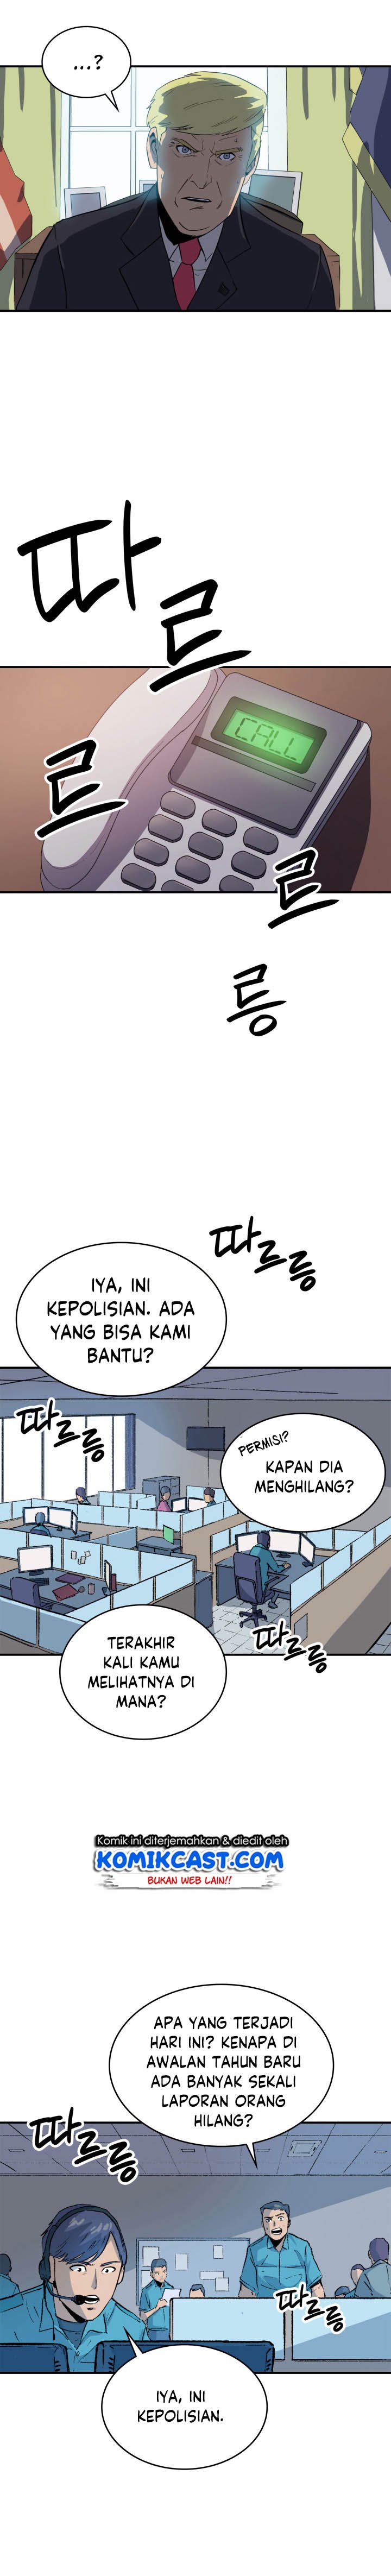 ...?
따
르
르
CALL
르
릉
따르릉
IYA, INI
KEPOLISIAN. ADA
YANG BISA KAMI
BANTU?
따르릉
PERMISI?
KAPAN DIA
MENGHILANG?
따르릉
TERAKHIR
KALI KAMU
MELIHATNYA DI
MANA?
Komik ini diterjemahkan & diedit oleh
KOMIKCAST.COM
BUKAN WEB LAIN!!
APA YANG TERJADI
HARI INI? KENAPA DI
AWALAN TAHUN BARU
ADA BANYAK SEKALI
LAPORAN ORANG
HILANG?
따르릉
따르릉
IYA, INI
KEPOLISIAN.